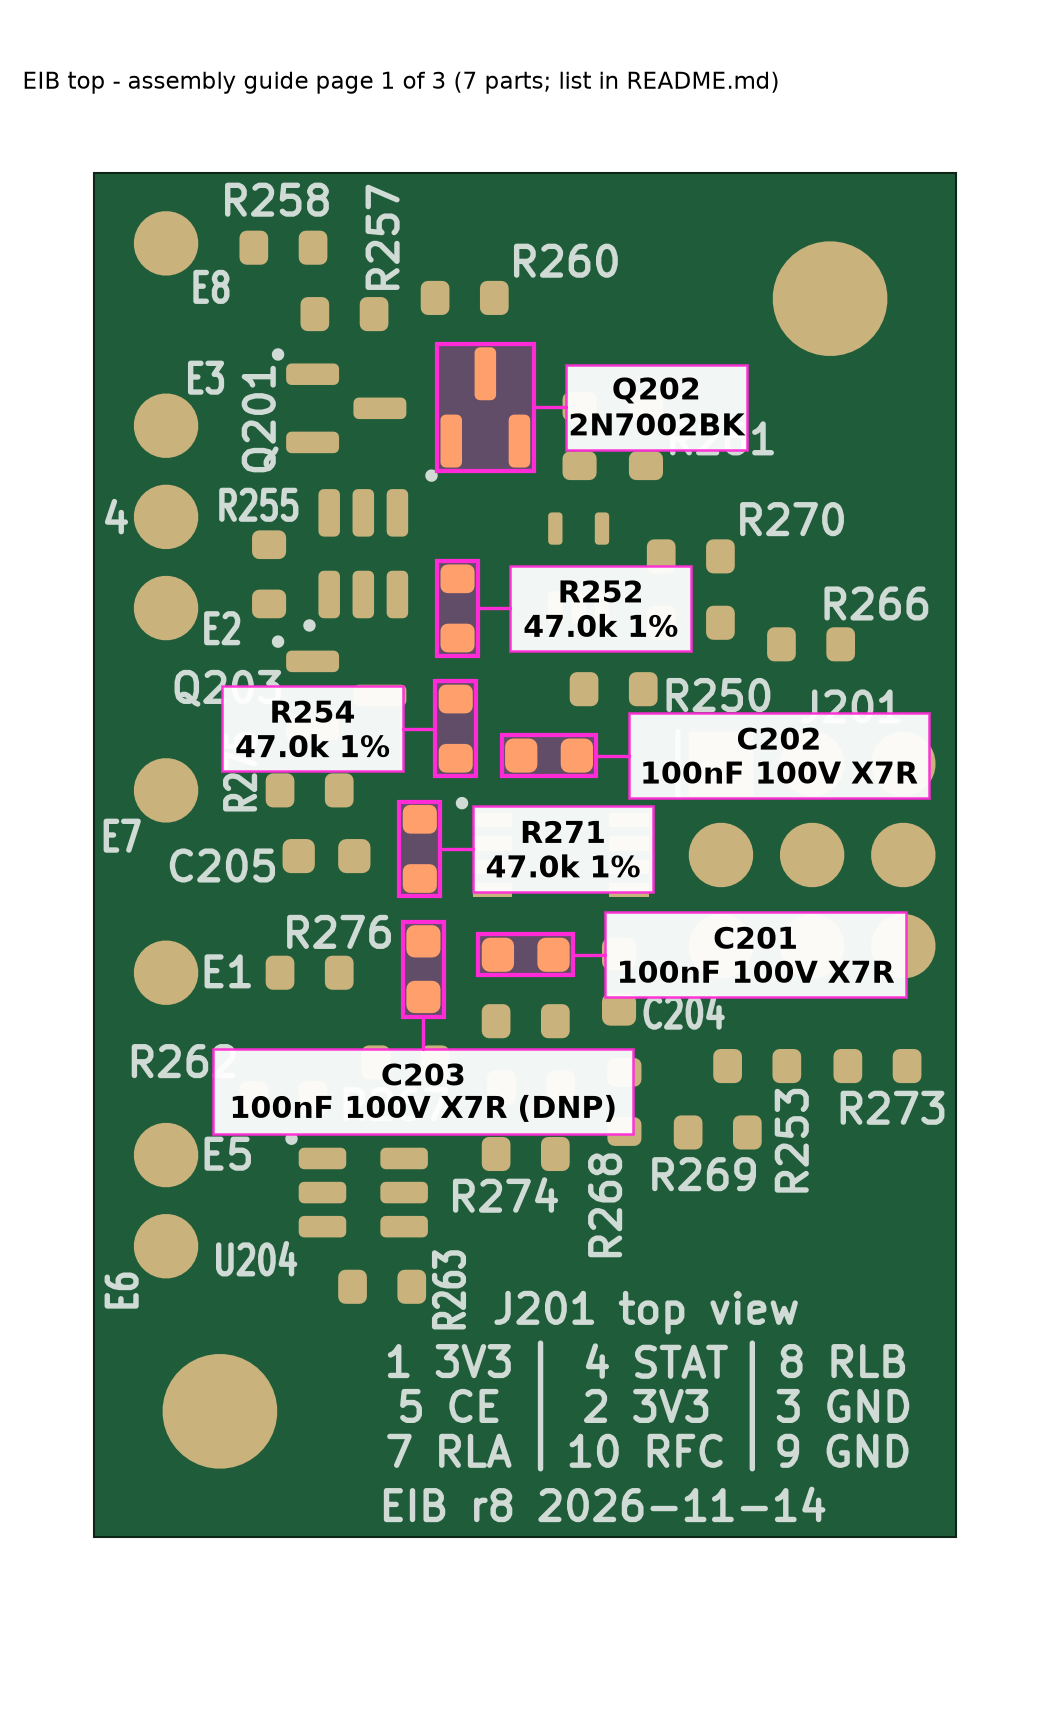 EIB top - assembly guide page 1 of 3 (7 parts; list in README.md)
R258
R257
R260
E8
E3
Q201
Q202
2N7002BK
4
R255
R270
R252
47.0k 1%
R266
E2
Q203
R250
J201
R254
47.0k 1%
C202
100nF 100V X7R
E7
R271
47.0k 1%
C205
R276
C201
100nF 100V X7R
E1
C204
R262
C203
100nF 100V X7R (DNP)
R253
R273
E5
R268
R269
R274
U204
R263
E6
J201 top view
1 3V3 4 STAT 8 RLB
5 CE 2 3V3 3 GND
7 RLA 10 RFC 9 GND
EIB r8 2026-11-14